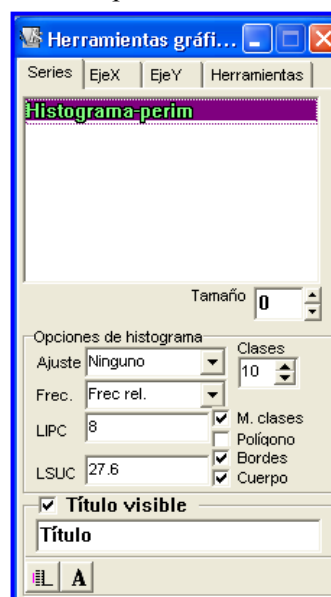 Herramientas gráfi...
Series EjeX EjeY Herramientas
Histograma-perim
Tamaño 0
Opciones de histograma
Ajuste Ninguno Clases
10
Frec. Frec rel.
LIPC 8 M. clases
Polígono
Bordes
LSUC 27.6 Cuerpo
Título visible
Título
A